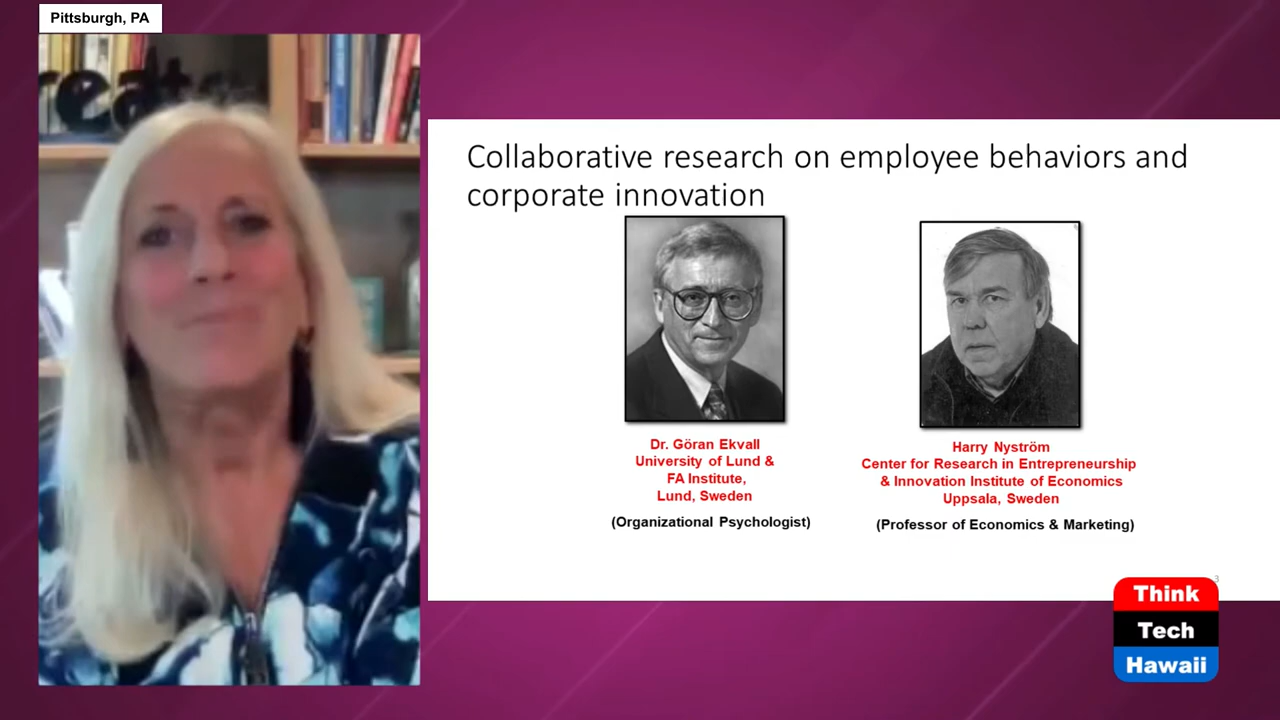 Pittsburgh, PA
reat
Collaborative research on employee behaviors and
corporate innovation
Dr. Göran Ekvall
University of Lund &
FA Institute,
Lund, Sweden
(Organizational Psychologist)
Harry Nyström
Center for Research in Entrepreneurship
& Innovation Institute of Economics
Uppsala, Sweden
(Professor of Economics & Marketing)
3
Think
Tech
Hawaii